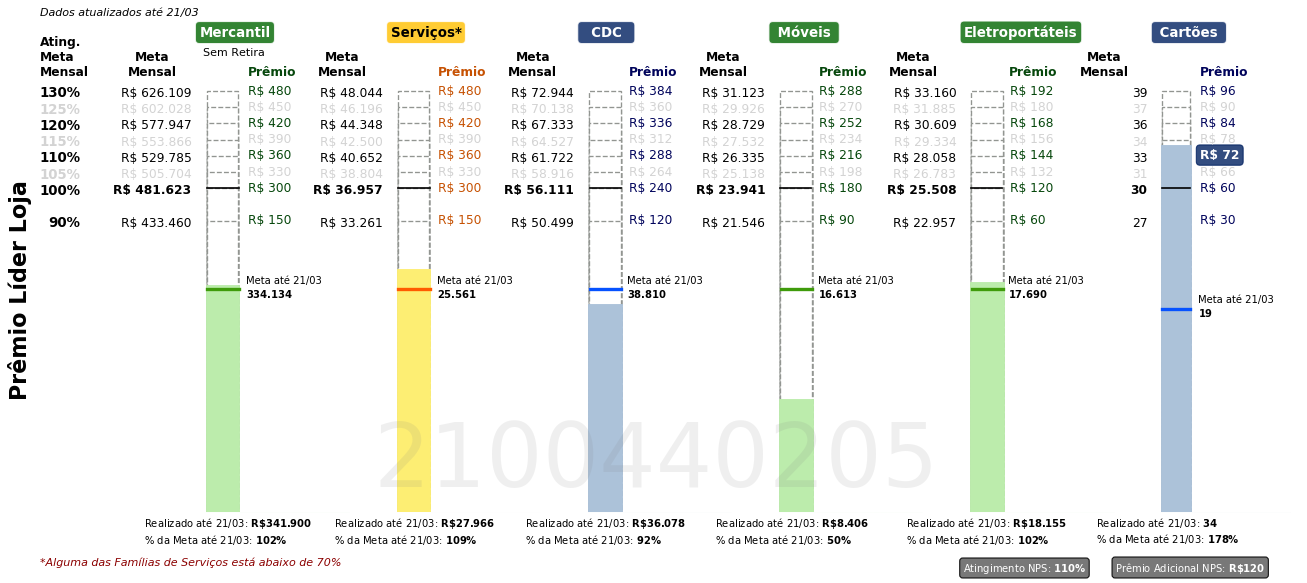 Dados atualizados até 21/03
Mercantil Serviços* CDC Móveis Eletroportáteis Cartões
Sem Retira
Ating. Meta Mensal Meta Mensal Prêmio Meta Mensal Prêmio Meta Mensal Prêmio Meta Mensal Prêmio Meta Mensal Prêmio Meta Mensal Prêmio
130% R$ 626.109 R$ 480 R$ 48.044 R$ 480 R$ 72.944 R$ 384 R$ 31.123 R$ 288 R$ 33.160 R$ 192 39 R$ 96
125% R$ 602.028 R$ 450 R$ 46.196 R$ 450 R$ 70.138 R$ 360 R$ 29.926 R$ 270 R$ 31.885 R$ 180 37 R$ 90
120% R$ 577.947 R$ 420 R$ 44.348 R$ 420 R$ 67.333 R$ 336 R$ 28.729 R$ 252 R$ 30.609 R$ 168 36 R$ 84
115% R$ 553.866 R$ 390 R$ 42.500 R$ 390 R$ 64.527 R$ 312 R$ 27.532 R$ 234 R$ 29.334 R$ 156 34 R$ 78
110% R$ 529.785 R$ 360 R$ 40.652 R$ 360 R$ 61.722 R$ 288 R$ 26.335 R$ 216 R$ 28.058 R$ 144 33 R$ 72
105% R$ 505.704 R$ 330 R$ 38.804 R$ 330 R$ 58.916 R$ 264 R$ 25.138 R$ 198 R$ 26.783 R$ 132 31 R$ 66
100% R$ 481.623 R$ 300 R$ 36.957 R$ 300 R$ 56.111 R$ 240 R$ 23.941 R$ 180 R$ 25.508 R$ 120 30 R$ 60
90% R$ 433.460 R$ 150 R$ 33.261 R$ 150 R$ 50.499 R$ 120 R$ 21.546 R$ 90 R$ 22.957 R$ 60 27 R$ 30
Prêmio Líder Loja
Meta até 21/03 Meta até 21/03 Meta até 21/03 Meta até 21/03 Meta até 21/03
334.134 25.561 38.810 16.613 17.690
Meta até 21/03
19
2100440205
Realizado até 21/03: R$341.900 Realizado até 21/03: R$27.966 Realizado até 21/03: R$36.078 Realizado até 21/03: R$8.406 Realizado até 21/03: R$18.155 Realizado até 21/03: 34
% da Meta até 21/03: 102% % da Meta até 21/03: 109% % da Meta até 21/03: 92% % da Meta até 21/03: 50% % da Meta até 21/03: 102% % da Meta até 21/03: 178%
*Alguma das Famílias de Serviços está abaixo de 70%
Atingimento NPS: 110% Prêmio Adicional NPS: R$120